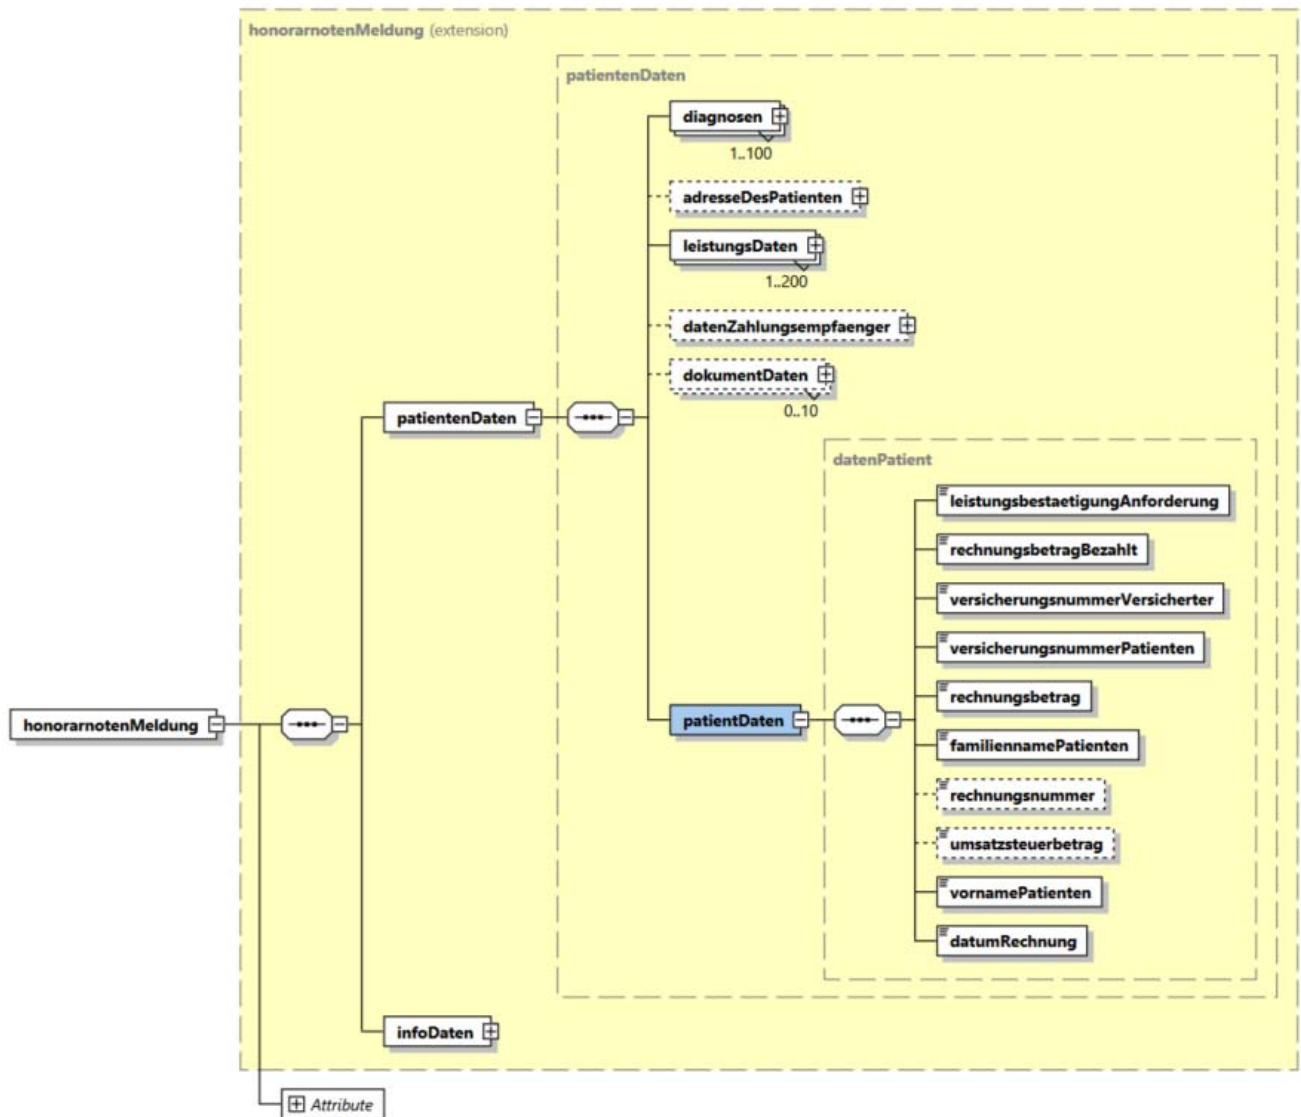 honorarnotenMeldung (extension)
patientenDaten
diagnosen
1..100
adresseDesPatienten
leistungsDaten
1..200
datenZahlungsempfaenger
dokumentDaten
0..10
patientenDaten
datenPatient
leistungsbestaetigungAnforderung
rechnungsbetragBezahlt
versicherungsnummerVersicherter
versicherungsnummerPatienten
rechnungsbetrag
patientDaten
honorarnotenMeldung
familiennamePatienten
rechnungsnummer
umsatzsteuerbetrag
vornamePatienten
datumRechnung
infoDaten
Attribute